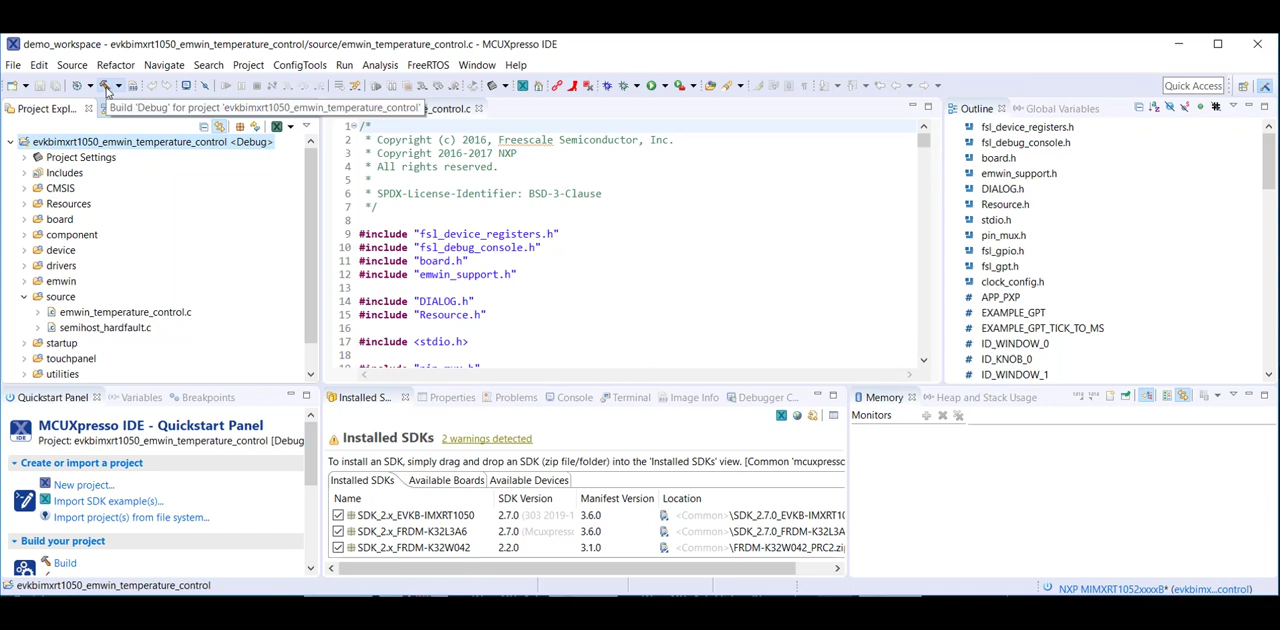 demo_workspace - evkbimxrt1050_emwin_temperature_control/source/emwin_temperature_control.c - MCUXpresso IDE
File Edit Source Refactor Navigate Search Project ConfigTools Run Analysis FreeRTOS Window Help
Quick Access
Build 'Debug' for project 'evkbimxrt1050_emwin_temperature_control'
Project Expl...
_control.c
evkbimxrt1050_emwin_temperature_control <Debug>
Project Settings
Includes
CMSIS
Resources
board
component
device
drivers
emwin
source
emwin_temperature_control.c
semihost_hardfault.c
startup
touchpanel
utilities
1 /*
2 * Copyright (c) 2016, Freescale Semiconductor, Inc.
3 * Copyright 2016-2017 NXP
4 * All rights reserved.
5 *
6 * SPDX-License-Identifier: BSD-3-Clause
7 */
8
9 #include "fsl_device_registers.h"
10 #include "fsl_debug_console.h"
11 #include "board.h"
12 #include "emwin_support.h"
13
14 #include "DIALOG.h"
15 #include "Resource.h"
16
17 #include <stdio.h>
18
#include "pin_mux.h"
Outline Global Variables
fsl_device_registers.h
fsl_debug_console.h
board.h
emwin_support.h
DIALOG.h
Resource.h
stdio.h
pin_mux.h
fsl_gpio.h
fsl_gpt.h
clock_config.h
# APP_PXP
# EXAMPLE_GPT
# EXAMPLE_GPT_TICK_TO_MS
# ID_WINDOW_0
# ID_KNOB_0
# ID_WINDOW_1
Quickstart Panel Variables Breakpoints
MCUXpresso IDE - Quickstart Panel
Project: evkbimxrt1050_emwin_temperature_control [Debug
Create or import a project
New project...
Import SDK example(s)...
Import project(s) from file system...
Build your project
Build
Installed S... Properties Problems Console Terminal Image Info Debugger C...
Installed SDKs 2 warnings detected
To install an SDK, simply drag and drop an SDK (zip file/folder) into the 'Installed SDKs' view. [Common 'mcuxpresso
Installed SDKs Available Boards Available Devices
Name SDK Version Manifest Version Location
SDK_2.x_EVKB-IMXRT1050 2.7.0 (303 2019-1 3.6.0 <Common>\SDK_2.7.0_EVKB-IMXR
SDK_2.x_FRDM-K32L3A6 2.7.0 (Mcuxpress 3.6.0 <Common>\SDK_2.7.0_FRDM-K32L
SDK_2.x_FRDM-K32W042 2.2.0 3.1.0 <Common>\FRDM-K32W042_PRC2.zi
Memory Heap and Stack Usage
Monitors
evkbimxrt1050_emwin_temperature_control
NXP MIMXRT1052xxxxB* (evkbimx...control)